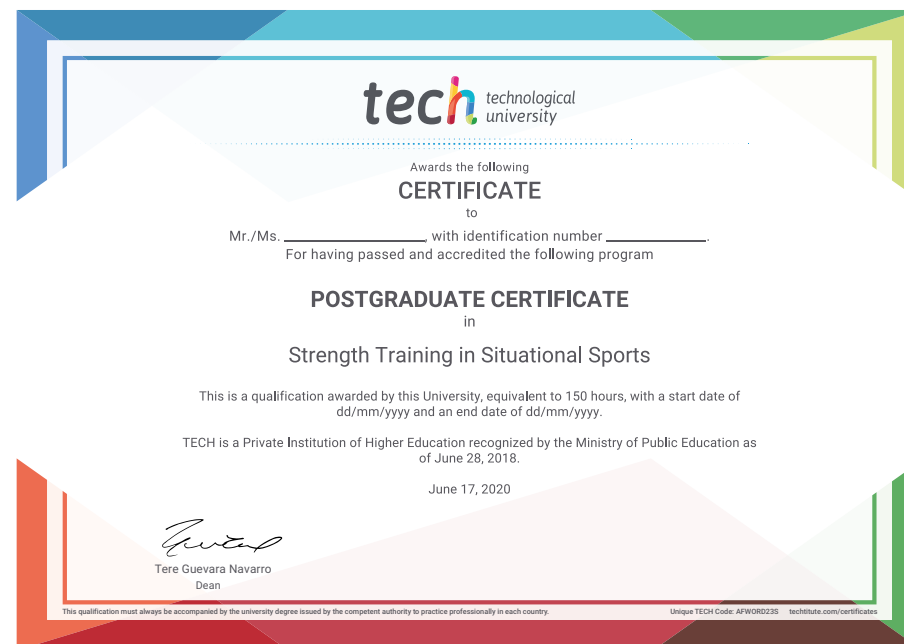 tech technological
university
Awards the following
CERTIFICATE
to
Mr./Ms. ____________________, with identification number ______________.
For having passed and accredited the following program
POSTGRADUATE CERTIFICATE
in
Strength Training in Situational Sports
This is a qualification awarded by this University, equivalent to 150 hours, with a start date of
dd/mm/yyyy and an end date of dd/mm/yyyy.
TECH is a Private Institution of Higher Education recognized by the Ministry of Public Education as
of June 28, 2018.
June 17, 2020
Tere Guevara Navarro
Dean
This qualification must always be accompanied by the university degree issued by the competent authority to practice professionally in each country.
Unique TECH Code: AFWORD23S techtitute.com/certificates